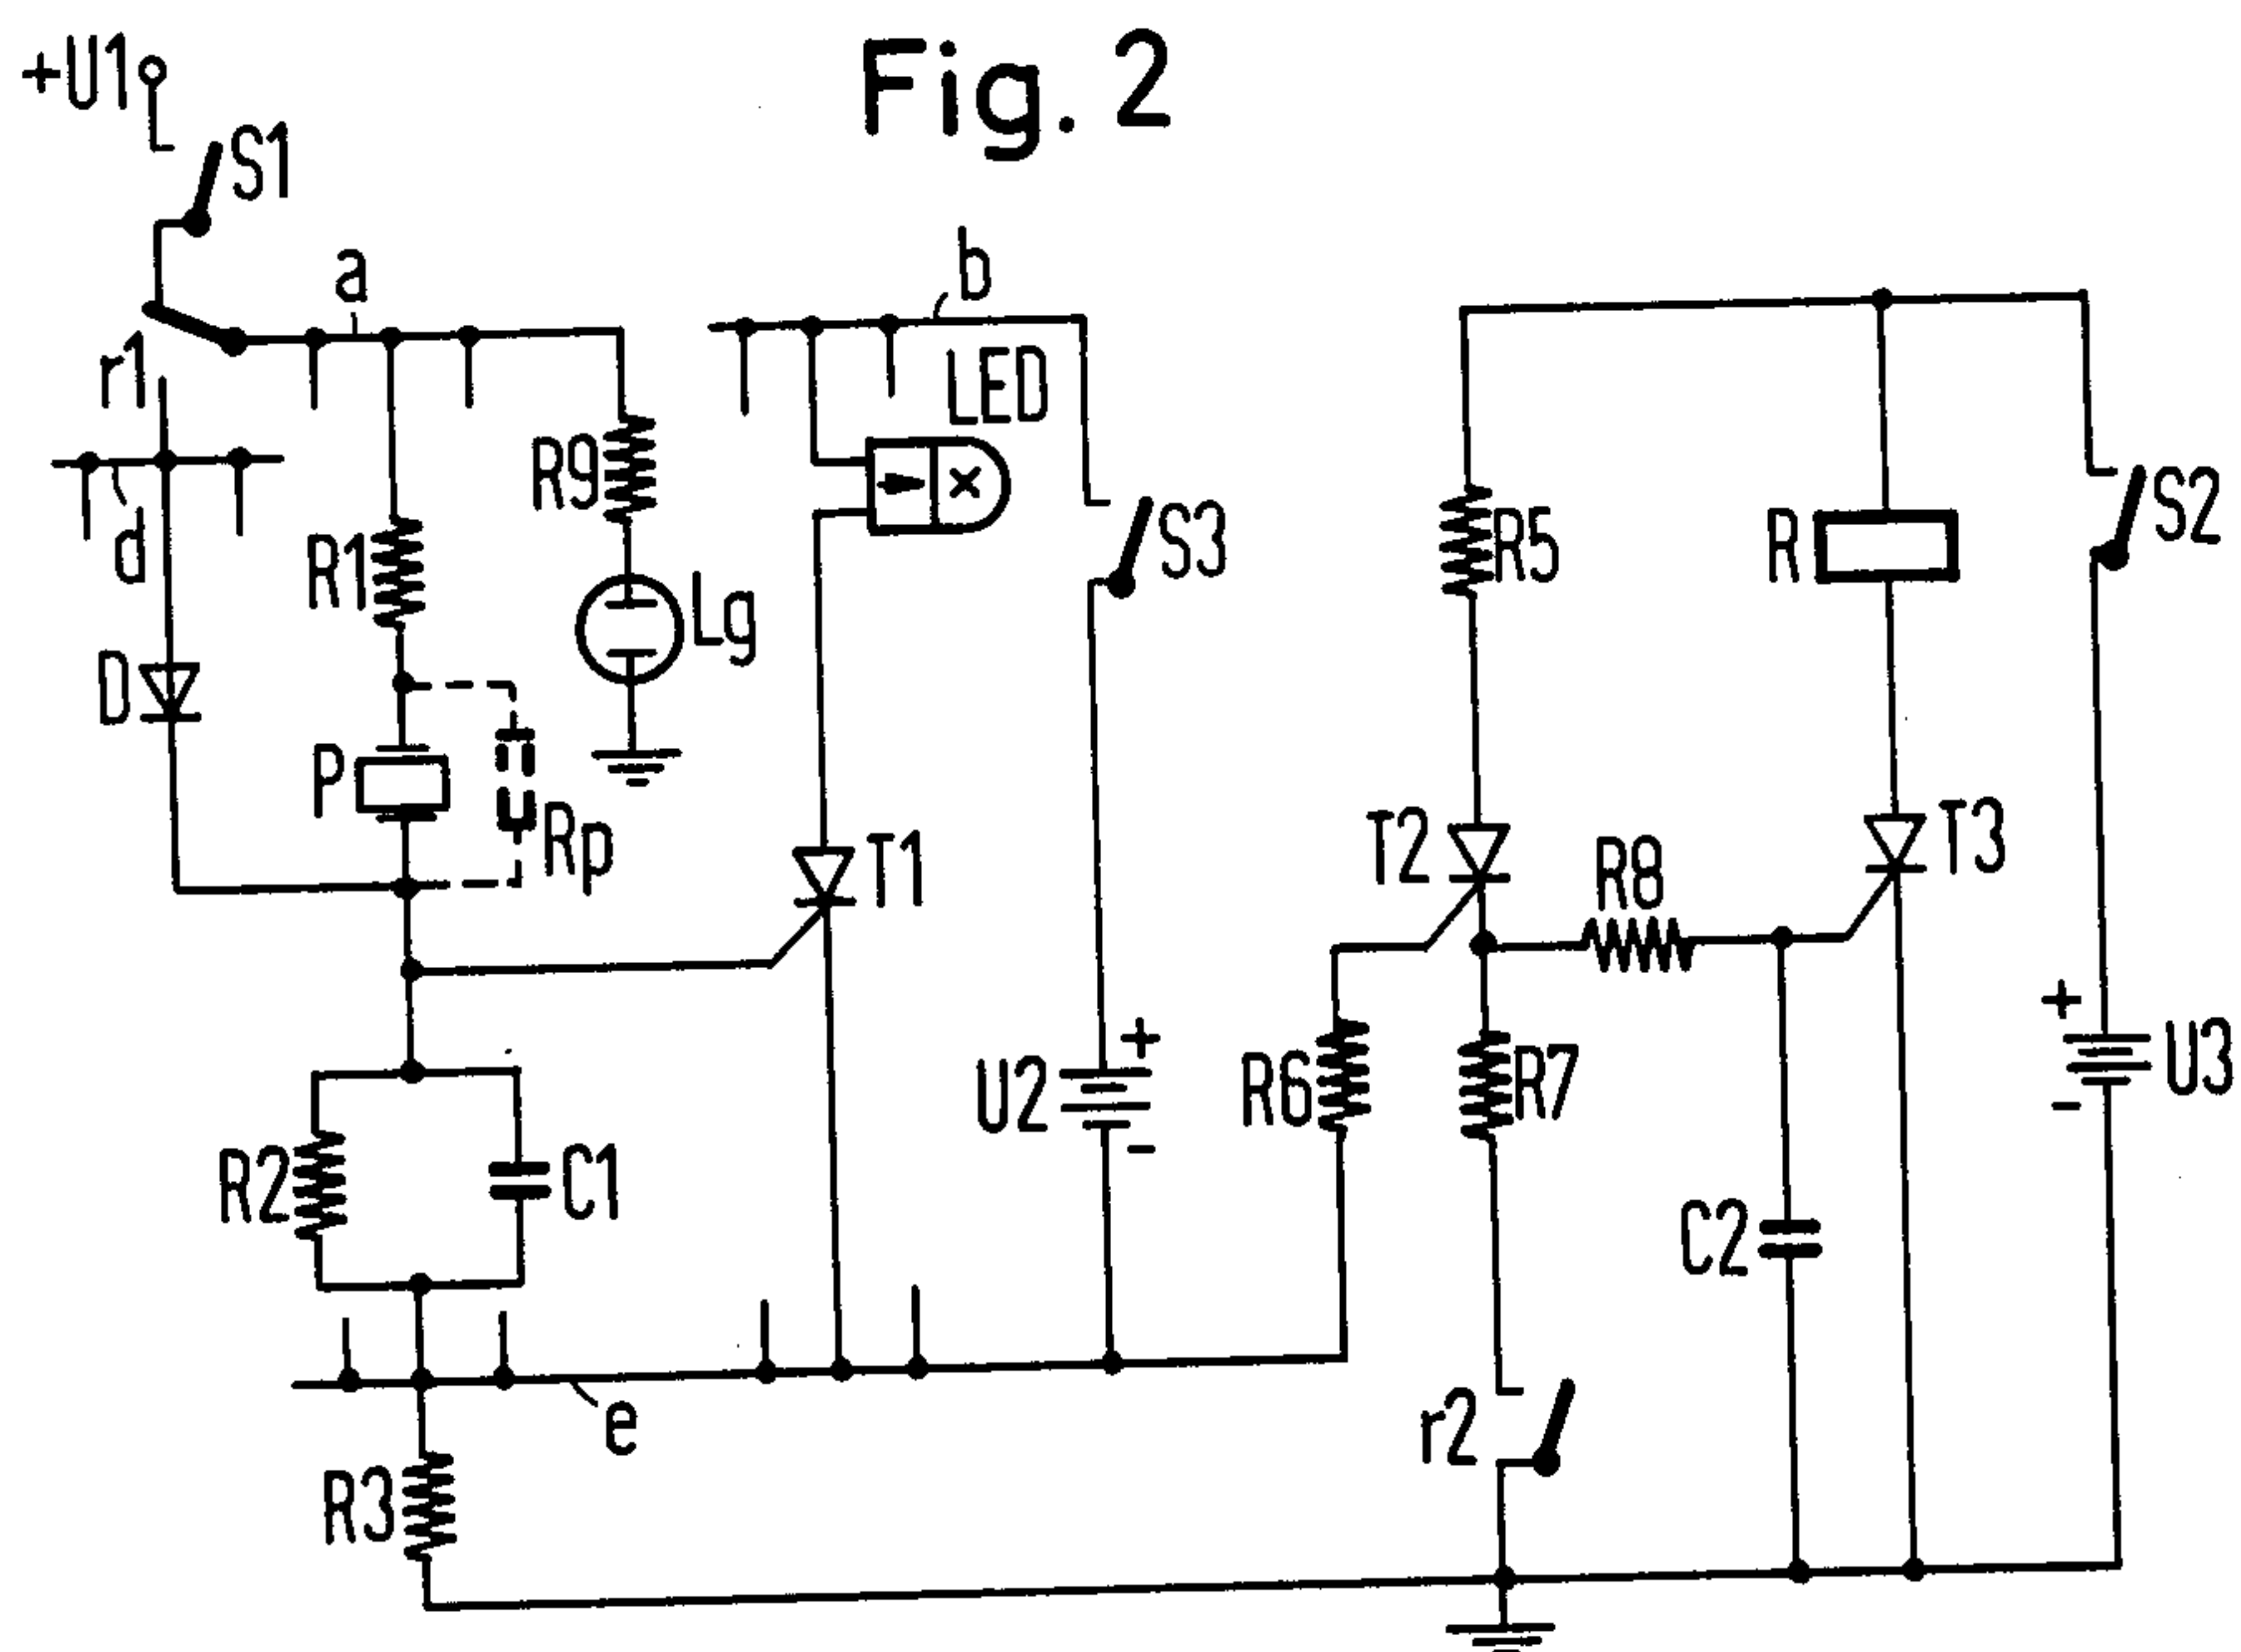 Fig. 2
+U1
S1
a
b
r1
LED
d
R1
R9
Lg
S3
R5
R
S2
D
P
Rp
T1
T2
R8
T3
U2
+
-
R6
R7
+
U3
-
R2
C1
C2
e
r2
R3